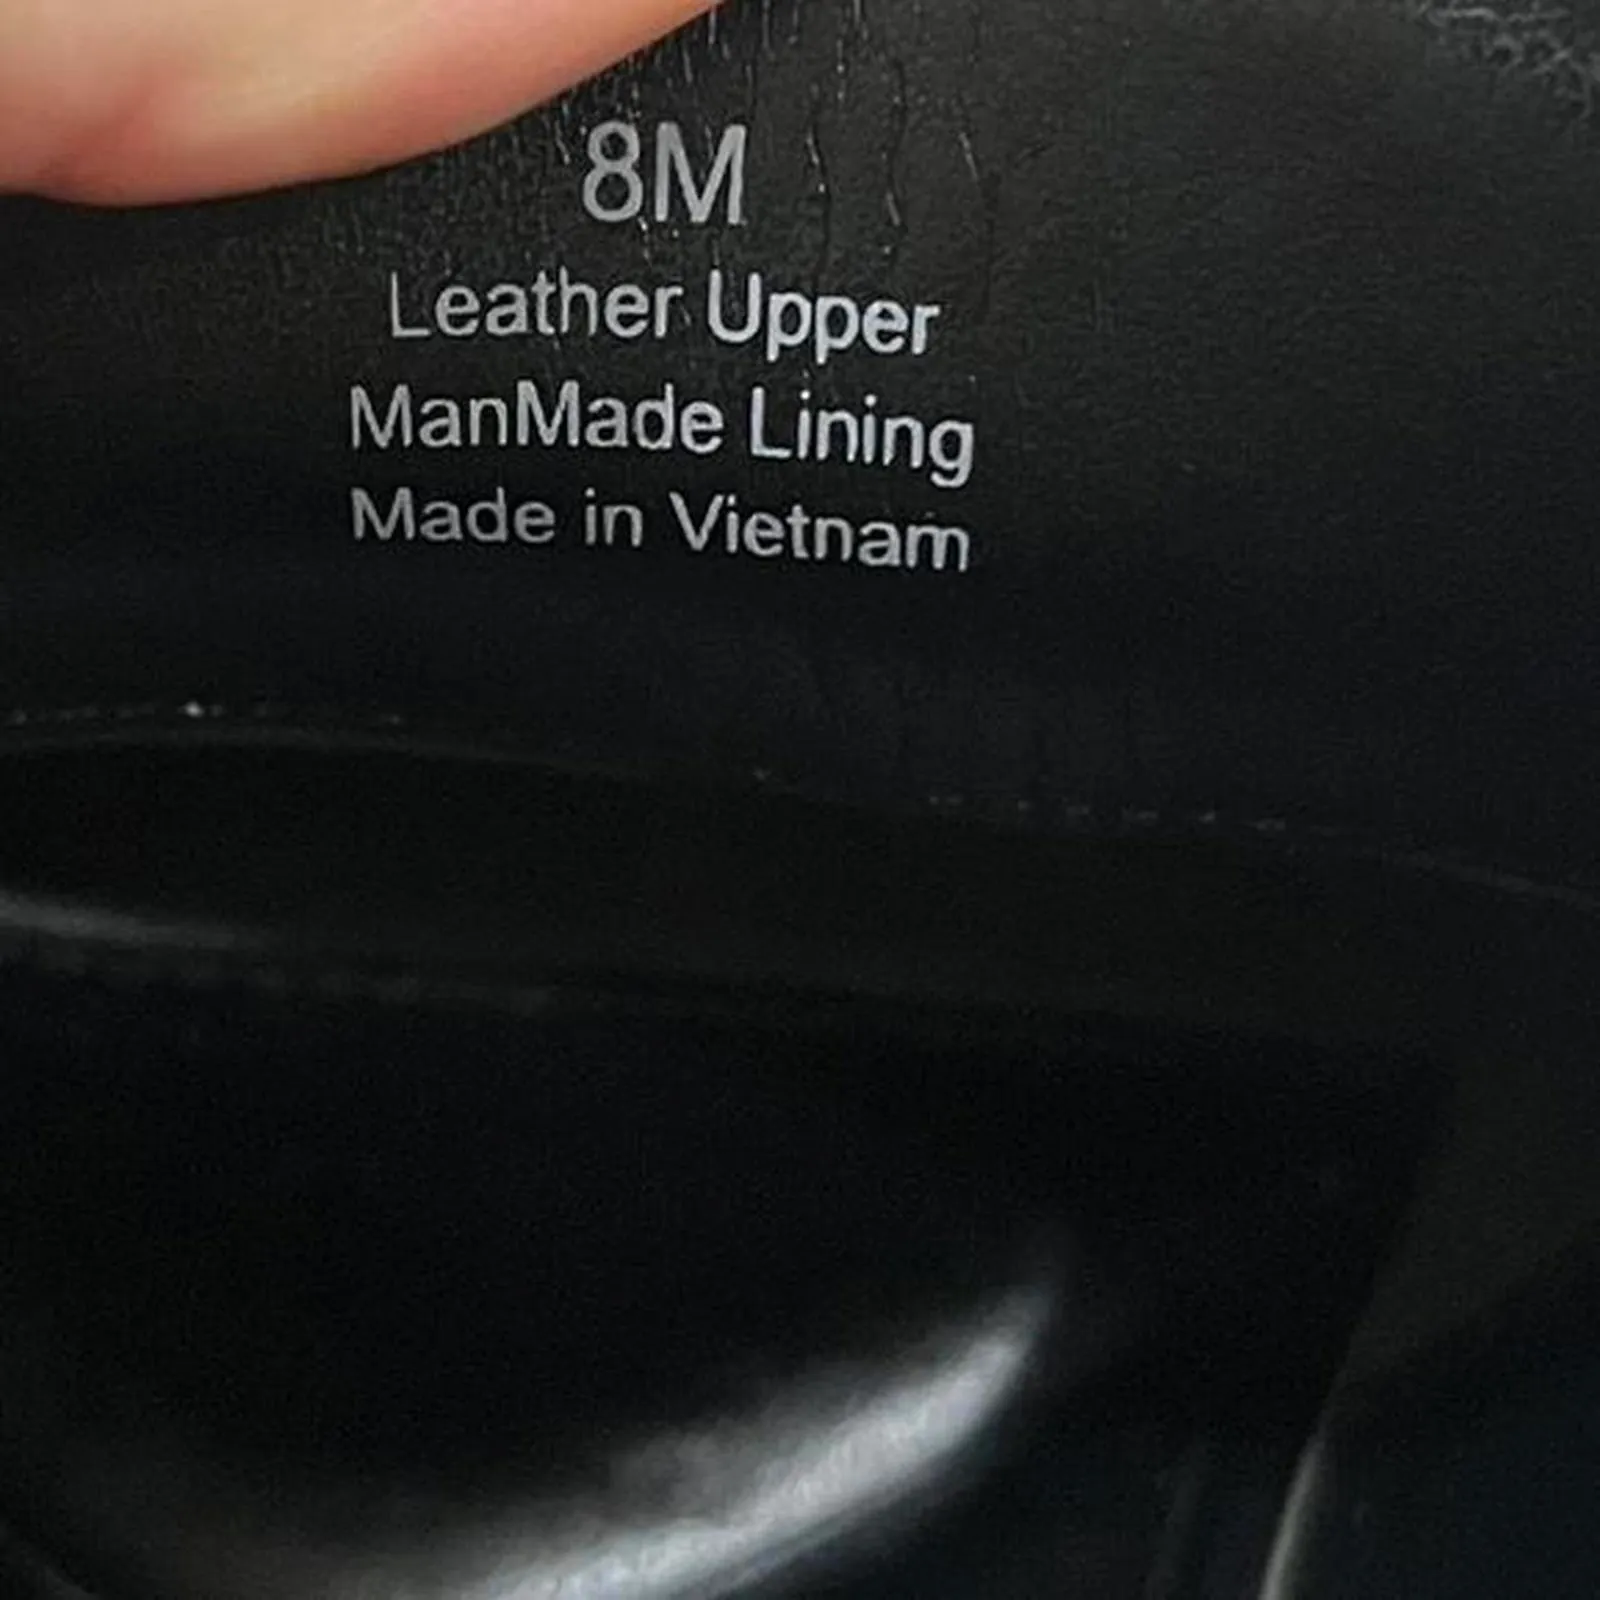 8M
Leather Upper
ManMade Lining
Made in Vietnam